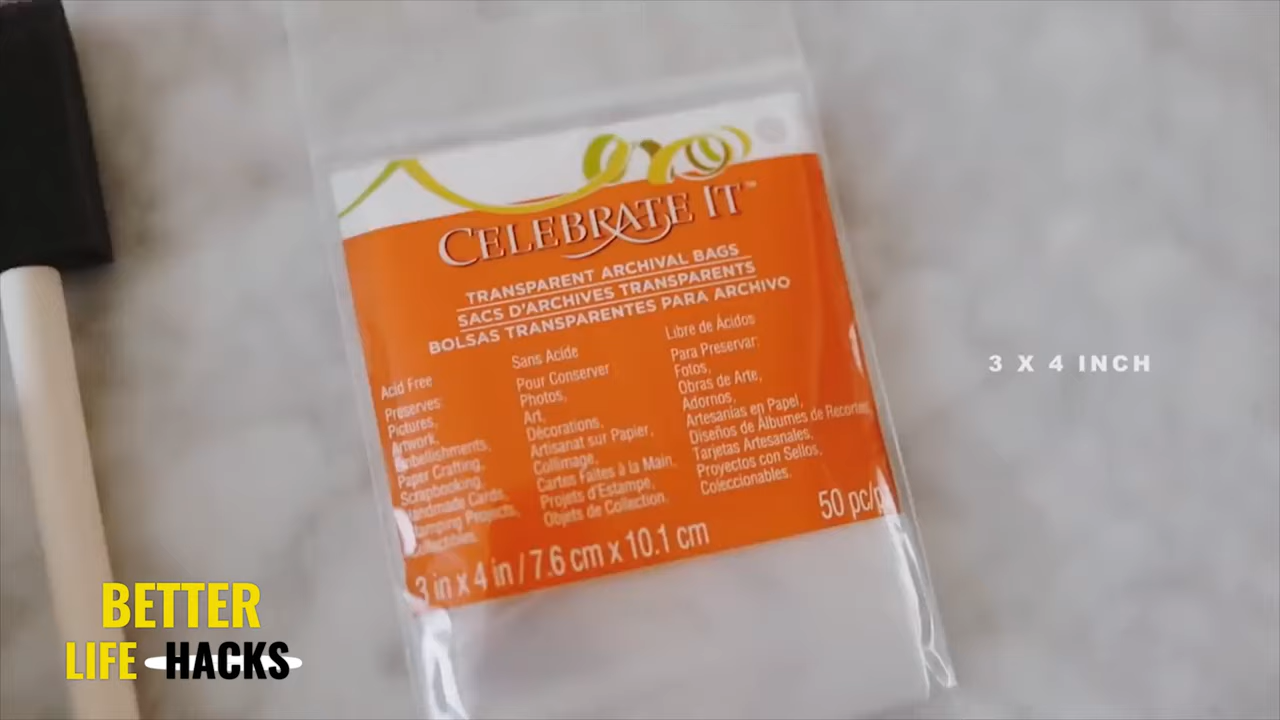 CELEBRATE IT™
TRANSPARENT ARCHIVAL BAGS
SACS D'ARCHIVES TRANSPARENTS
BOLSAS TRANSPARENTES PARA ARCHIVO
Acid Free
Preserves:
Pictures,
Artwork,
Embellishments,
Paper Crafting,
Scrapbooking,
Handmade Cards,
Stamping Projects,
Collectibles.
Sans Acide
Pour Conserver
Photos,
Art,
Décorations,
Artisanat sur Papier,
Collimage,
Cartes Faites à la Main,
Projets d'Estampe,
Objets de Collection.
Libre de Ácidos
Para Preservar:
Fotos,
Obras de Arte,
Adornos,
Artesanías en Papel,
Diseños de Álbumes de Recortes,
Tarjetas Artesanales,
Proyectos con Sellos,
Coleccionables.
50 pc/p
3 in x 4 in / 7.6 cm x 10.1 cm
3 X 4 INCH
BETTER
LIFE HACKS